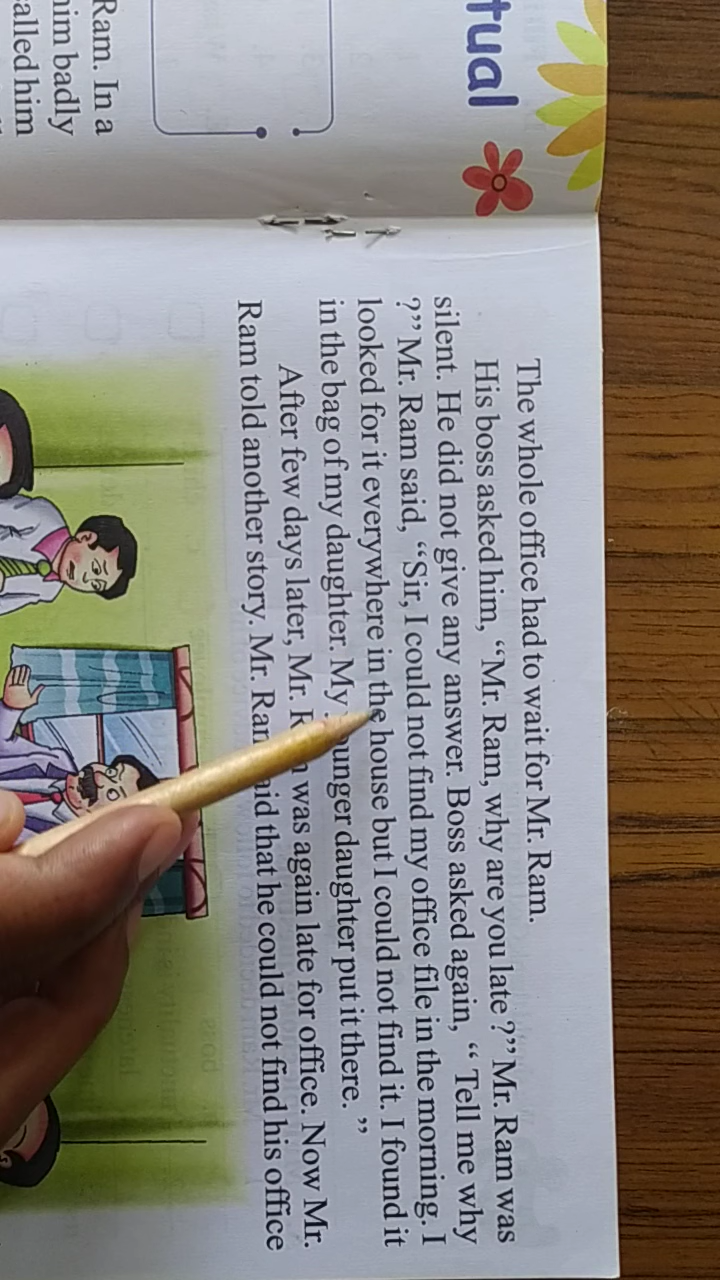 tual
Ram. In a
him badly
called him
The whole office had to wait for Mr. Ram.
His boss asked him, “Mr. Ram, why are you late ?” Mr. Ram was
silent. He did not give any answer. Boss asked again, “ Tell me why
?” Mr. Ram said, “Sir, I could not find my office file in the morning. I
looked for it everywhere in the house but I could not find it. I found it
in the bag of my daughter. My younger daughter put it there. ”
After few days later, Mr. Ram was again late for office. Now Mr.
Ram told another story. Mr. Ram said that he could not find his office